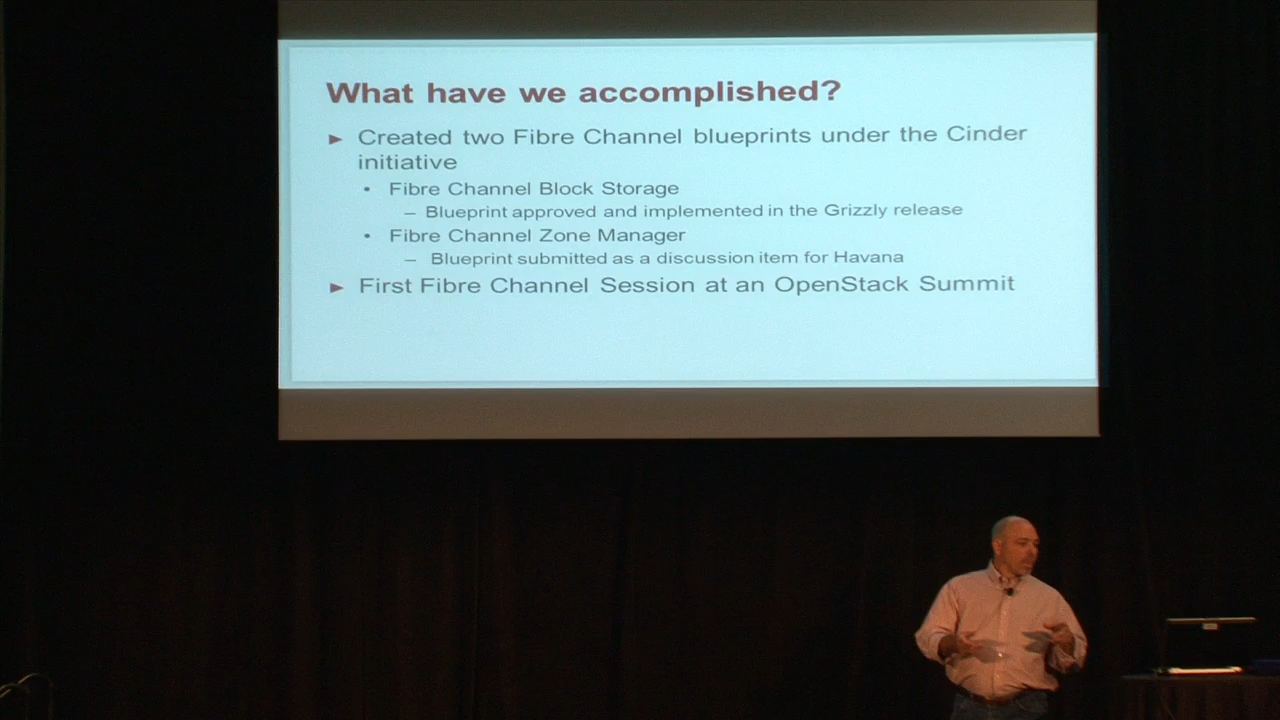 What have we accomplished?
► Created two Fibre Channel blueprints under the Cinder
initiative
• Fibre Channel Block Storage
– Blueprint approved and implemented in the Grizzly release
• Fibre Channel Zone Manager
– Blueprint submitted as a discussion item for Havana
► First Fibre Channel Session at an OpenStack Summit